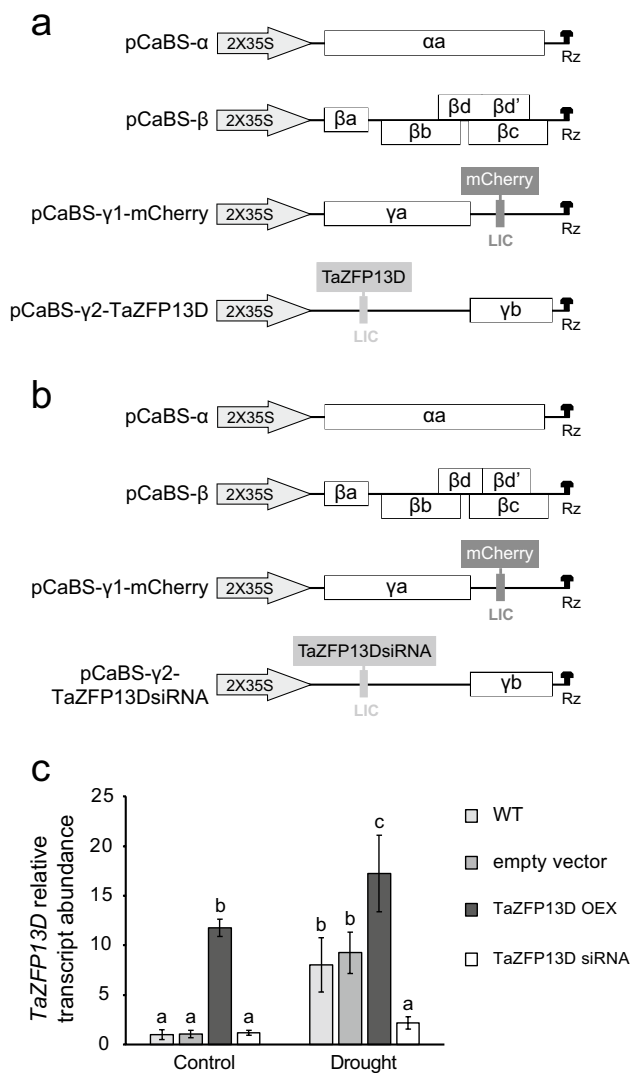 a
pCaBS-α 2X35S αa Rz
βd βd’
pCaBS-β 2X35S βa Rz
βb βc
mCherry
pCaBS-γ1-mCherry 2X35S γa Rz
LIC
TaZFP13D
pCaBS-γ2-TaZFP13D 2X35S γb Rz
LIC
b
pCaBS-α 2X35S αa Rz
βd βd’
pCaBS-β 2X35S βa Rz
βb βc
mCherry
pCaBS-γ1-mCherry 2X35S γa Rz
LIC
TaZFP13DsiRNA
pCaBS-γ2-
TaZFP13DsiRNA 2X35S γb Rz
LIC
c
TaZFP13D relative
transcript abundance
25
20
15
10
5
0
a a b a
b b c a
Control Drought
WT
empty vector
TaZFP13D OEX
TaZFP13D siRNA